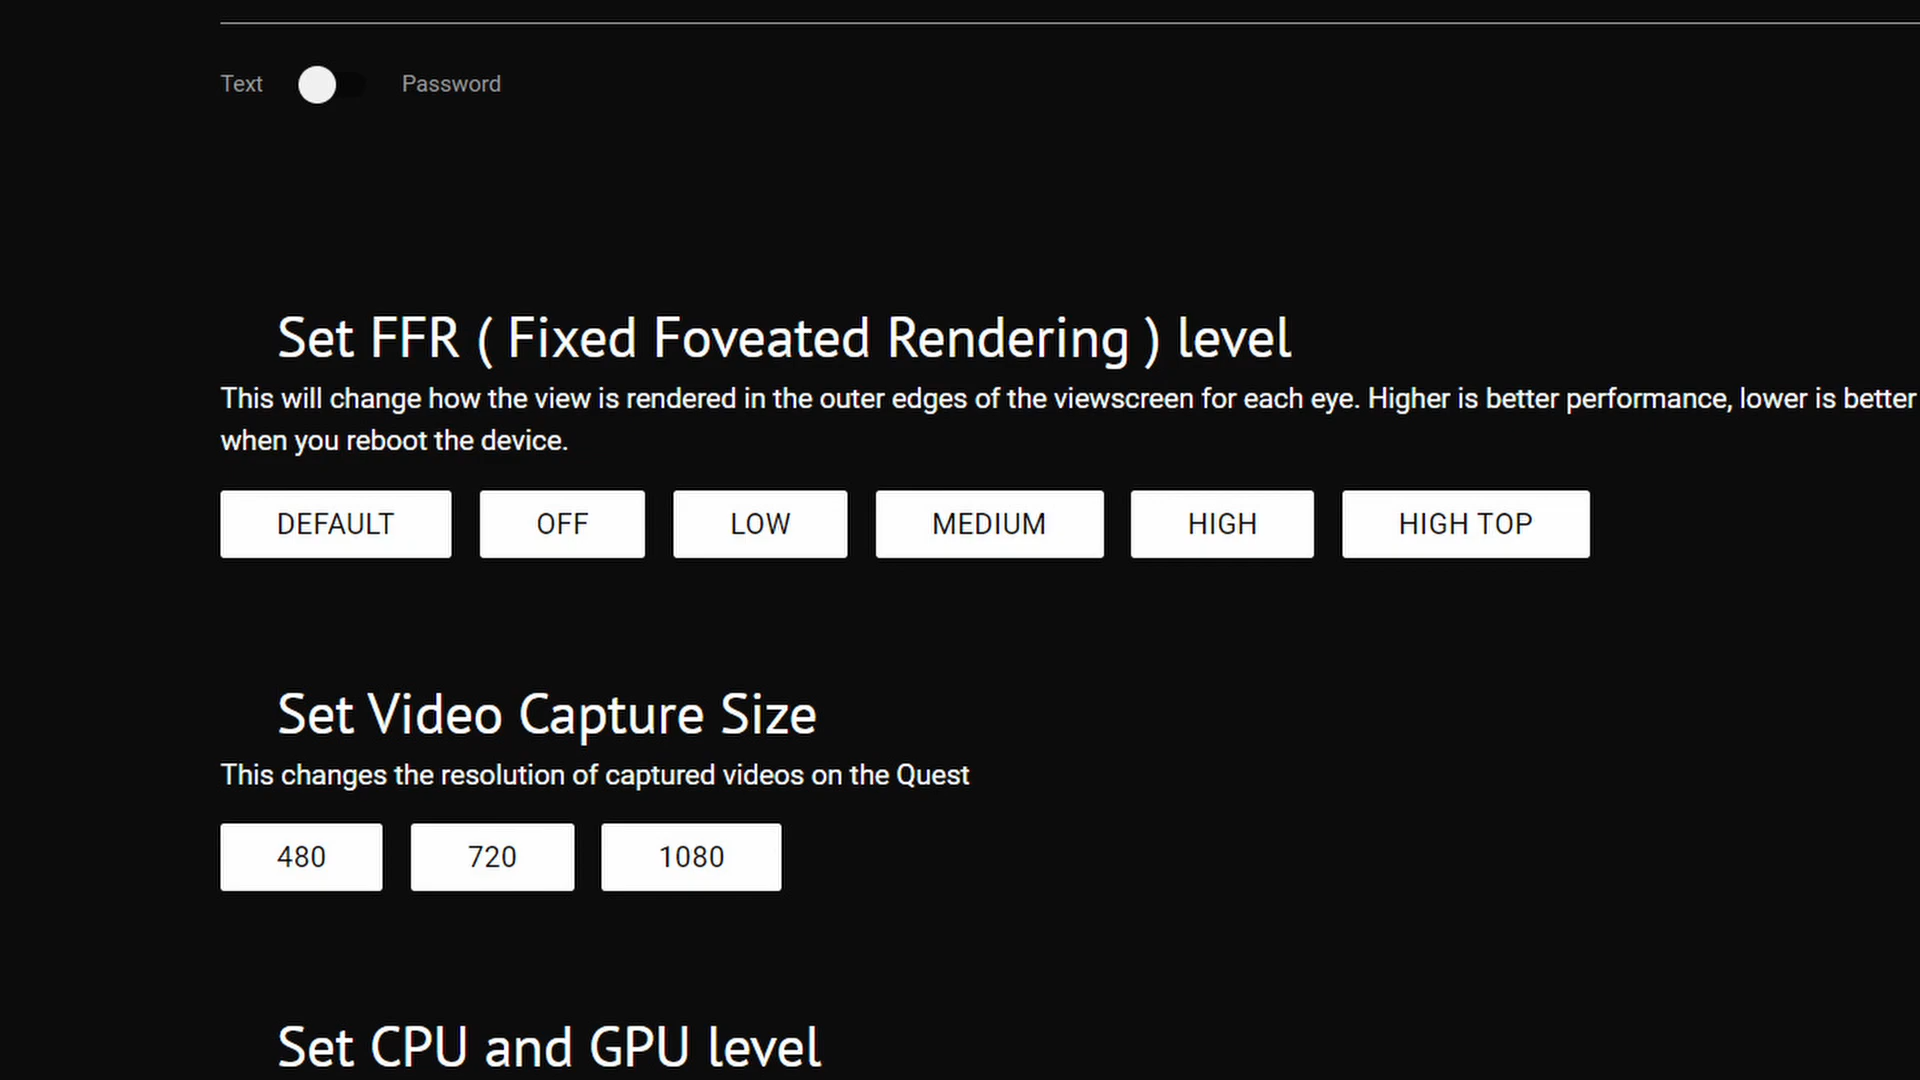 Text Password
Set FFR ( Fixed Foveated Rendering ) level
This will change how the view is rendered in the outer edges of the viewscreen for each eye. Higher is better performance, lower is better
when you reboot the device.
DEFAULT OFF LOW MEDIUM HIGH HIGH TOP
Set Video Capture Size
This changes the resolution of captured videos on the Quest
480 720 1080
Set CPU and GPU level